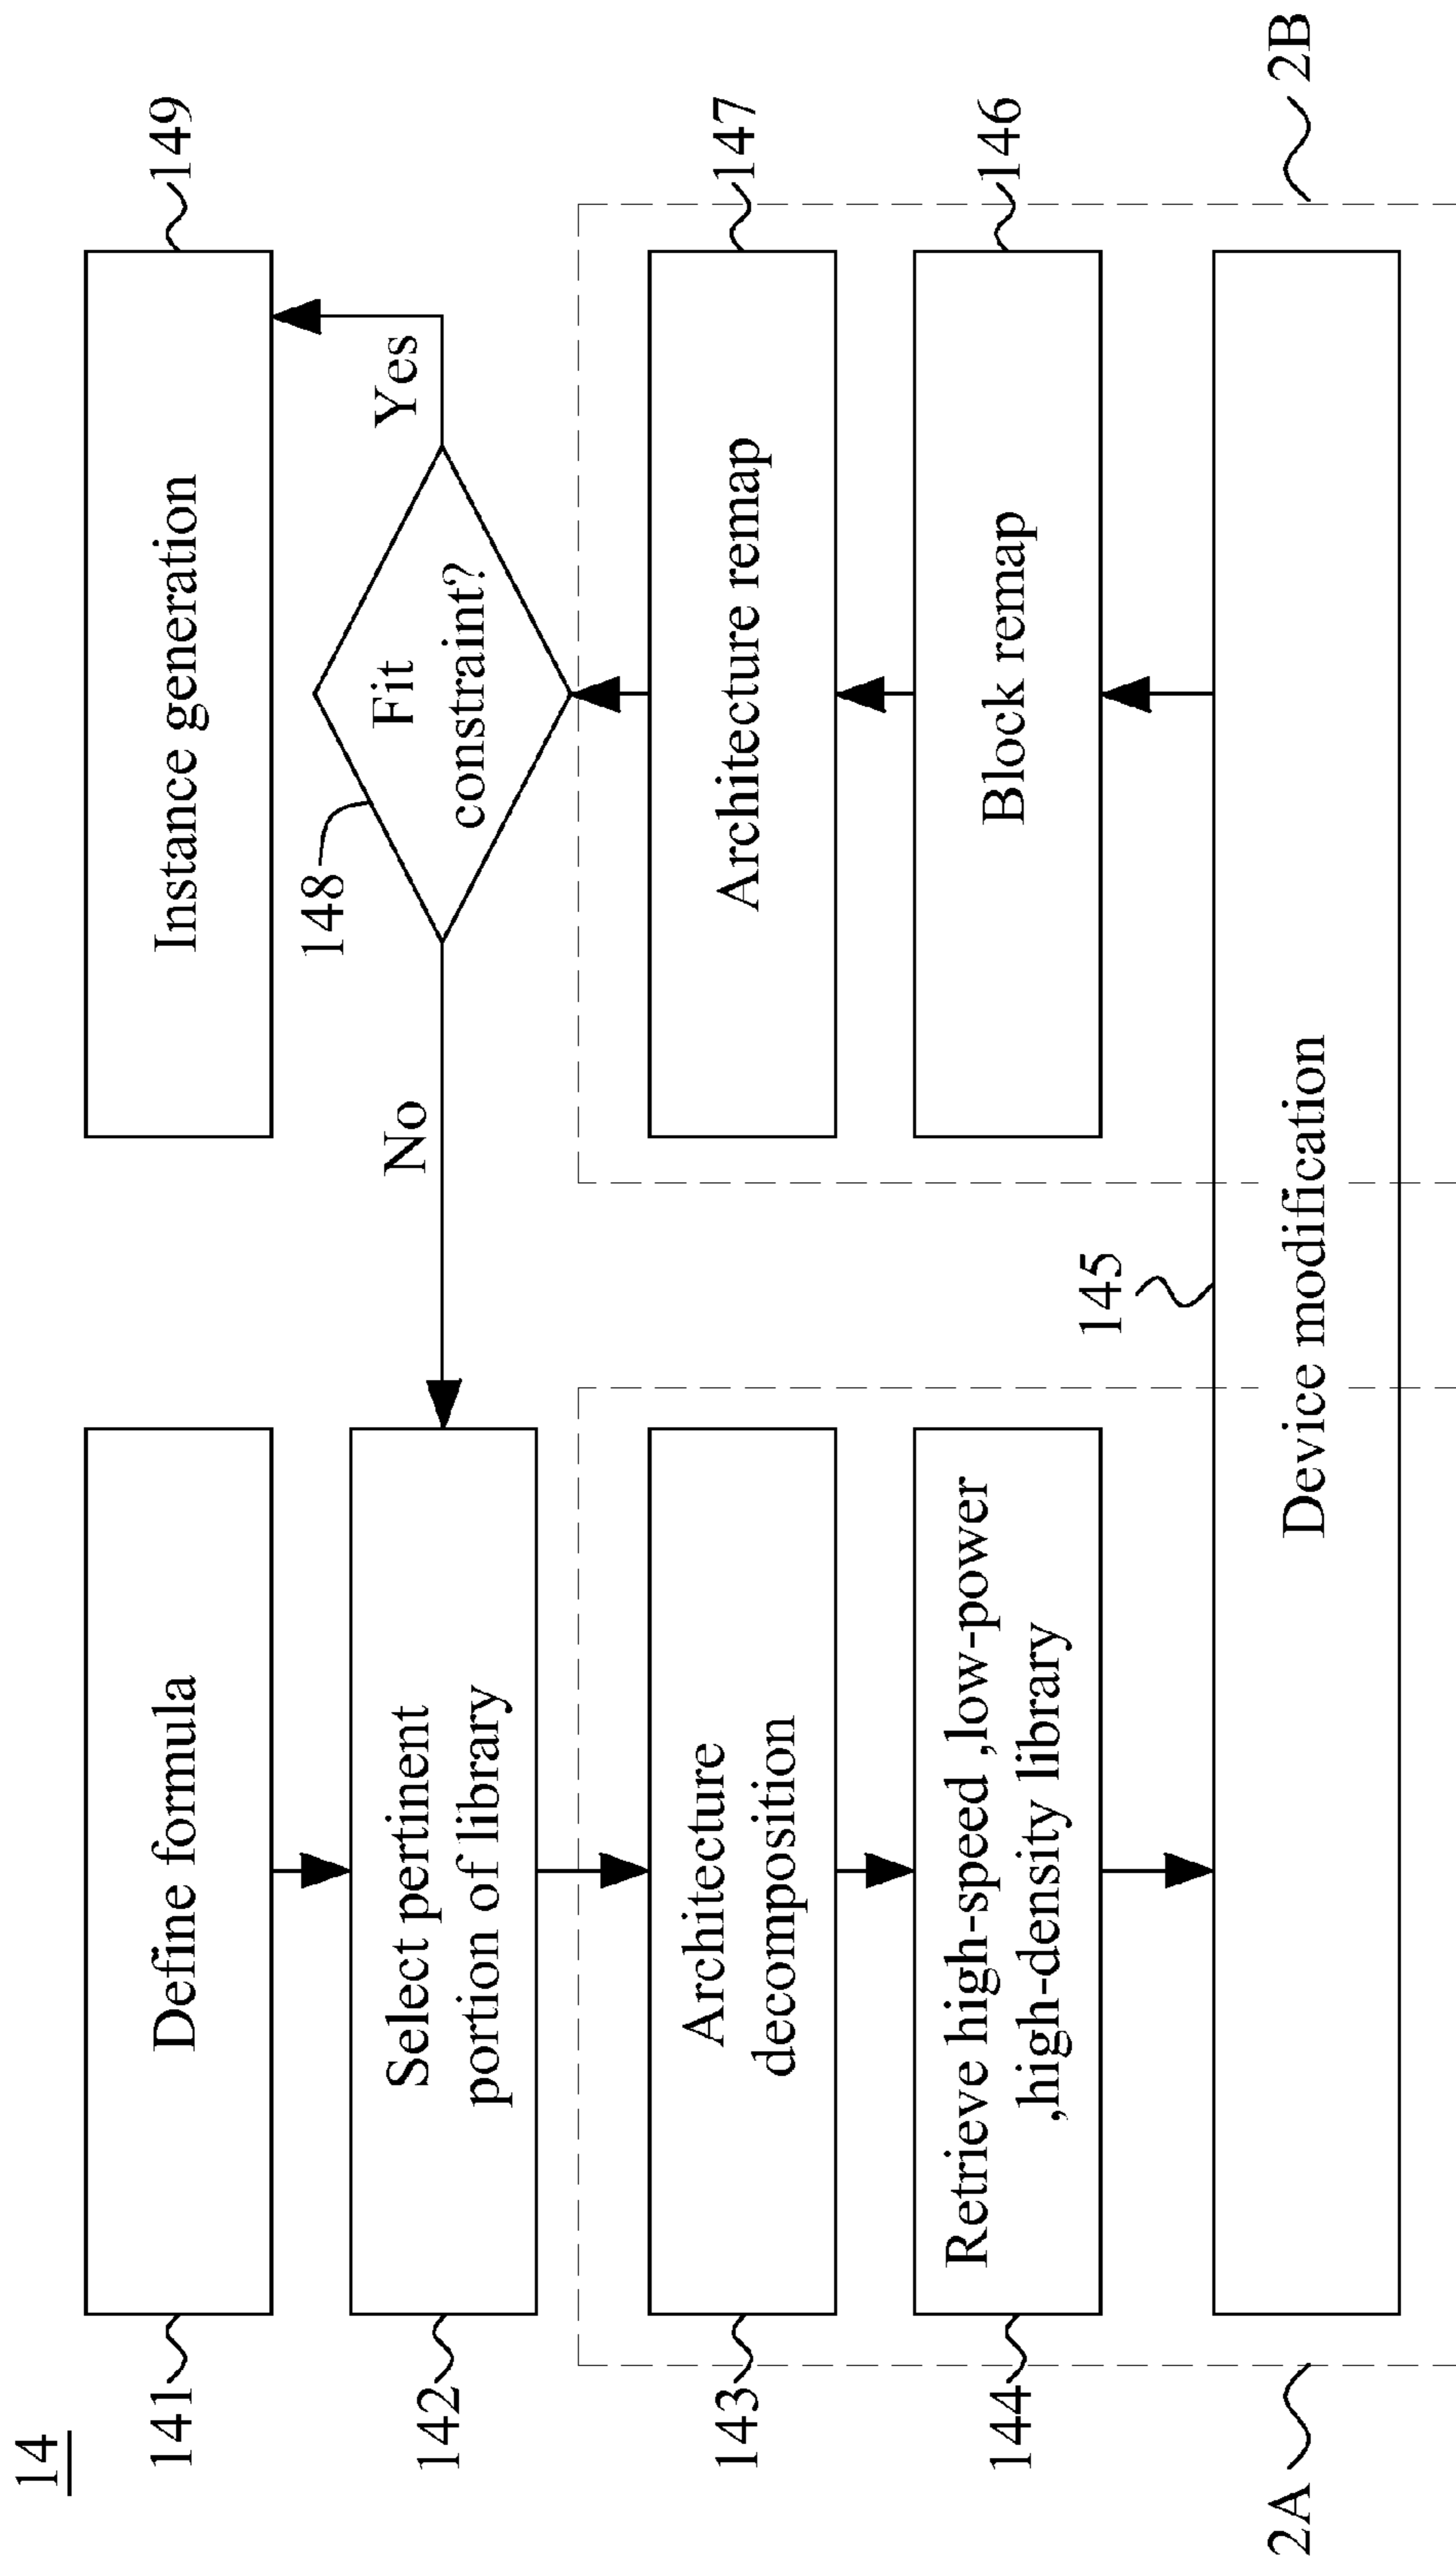 14
141
Define formula
142
Select pertinent
portion of library
143
Architecture
decomposition
144
Retrieve high-speed ,low-power
,high-density library
2A
145
Device modification
Instance generation
149
148
Fit
constraint?
Yes
No
Architecture remap
147
Block remap
146
2B